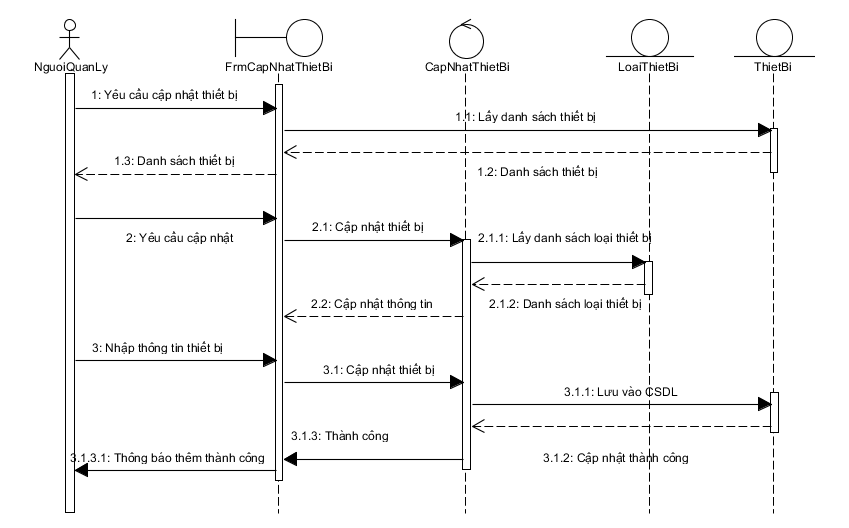 NguoiQuanLy
FrmCapNhatThietBi
CapNhatThietBi
LoaiThietBi
ThietBi
1: Yêu cầu cập nhật thiết bị
1.1: Lấy danh sách thiết bị
1.3: Danh sách thiết bị
1.2: Danh sách thiết bị
2: Yêu cầu cập nhật
2.1: Cập nhật thiết bị
2.1.1: Lấy danh sách loại thiết bị
2.2: Cập nhật thông tin
2.1.2: Danh sách loại thiết bị
3: Nhập thông tin thiết bị
3.1: Cập nhật thiết bị
3.1.1: Lưu vào CSDL
3.1.3: Thành công
3.1.3.1: Thông báo thêm thành công
3.1.2: Cập nhật thành công